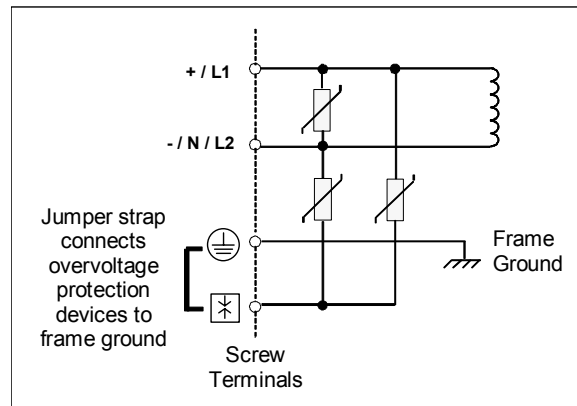 + / L1
- / N / L2
Jumper strap
connects
overvoltage
protection
devices to
frame ground
Frame
Ground
Screw
Terminals